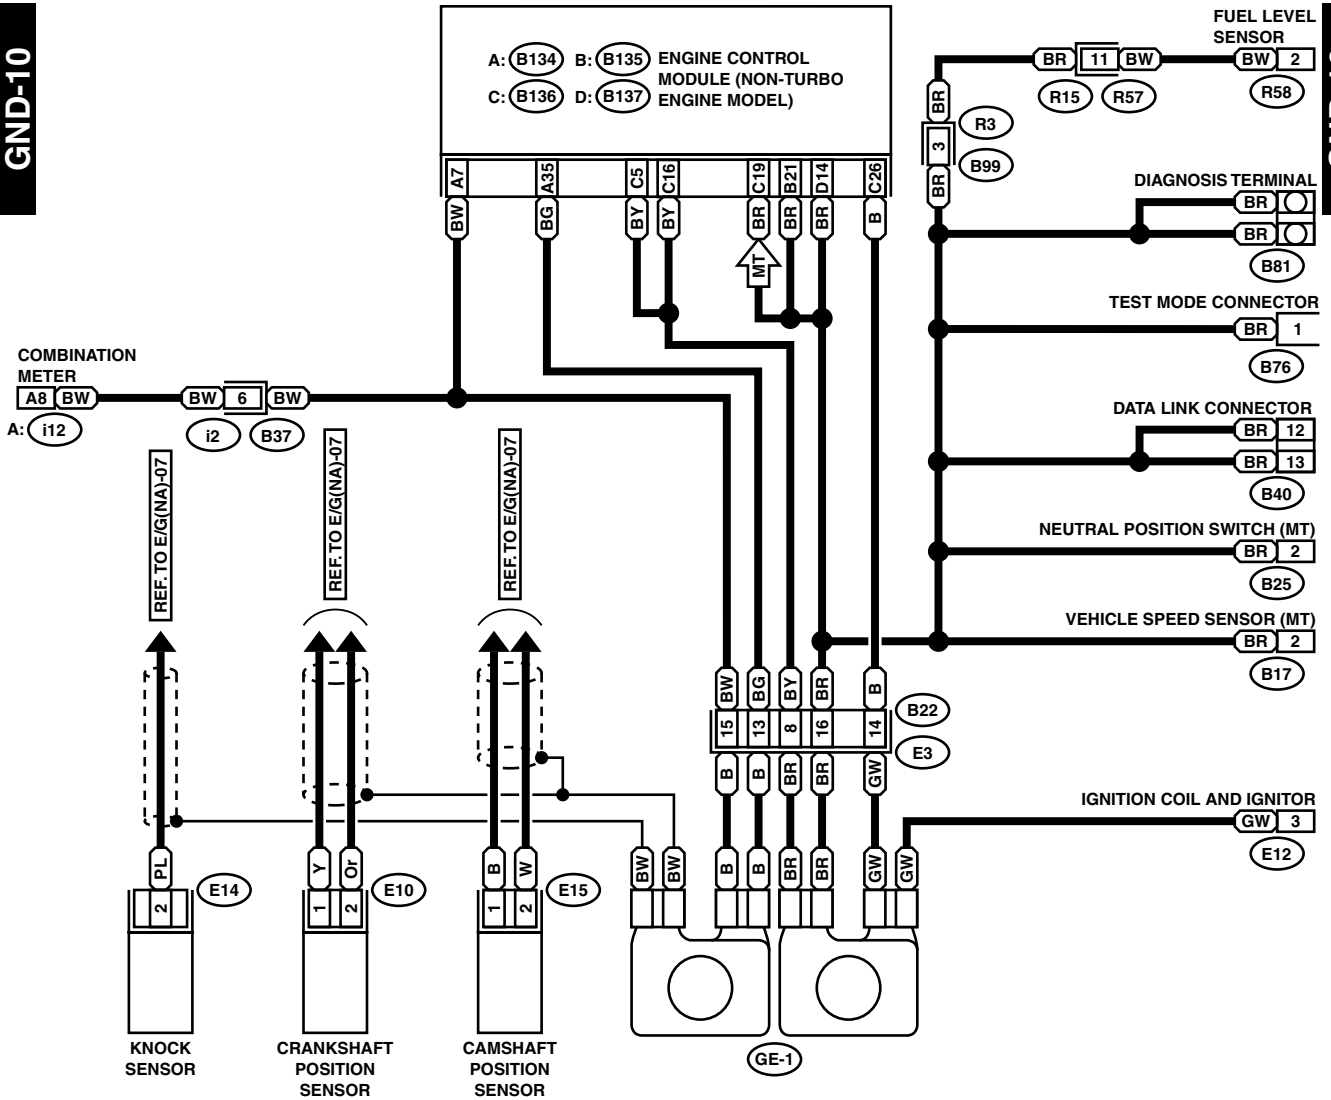 GND-10
A: B134 B: B135 ENGINE CONTROL
MODULE (NON-TURBO
C: B136 D: B137 ENGINE MODEL)
A7 A35 C5 C16 C19 B21 D14 C26
BW BG BY BY BR BR BR B
MT
FUEL LEVEL
SENSOR
BR 11 BW BW 2
R15 R57 R58
BR
R3
3
B99
BR
DIAGNOSIS TERMINAL
BR
BR
B81
TEST MODE CONNECTOR
BR 1
B76
COMBINATION
METER
A8 BW BW 6 BW
A: i12 i2 B37
DATA LINK CONNECTOR
BR 12
BR 13
B40
NEUTRAL POSITION SWITCH (MT)
BR 2
B25
VEHICLE SPEED SENSOR (MT)
BR 2
B17
REF. TO E/G(NA)-07
REF. TO E/G(NA)-07
REF. TO E/G(NA)-07
BW BG BY BR B
15 13 8 16 14
B22
E3
B B BR BR GW
IGNITION COIL AND IGNITOR
GW 3
E12
PL Y Or B W BW BW B B BR BR GW GW
2 E14 1 2 E10 1 2 E15
KNOCK
SENSOR
CRANKSHAFT
POSITION
SENSOR
CAMSHAFT
POSITION
SENSOR
GE-1